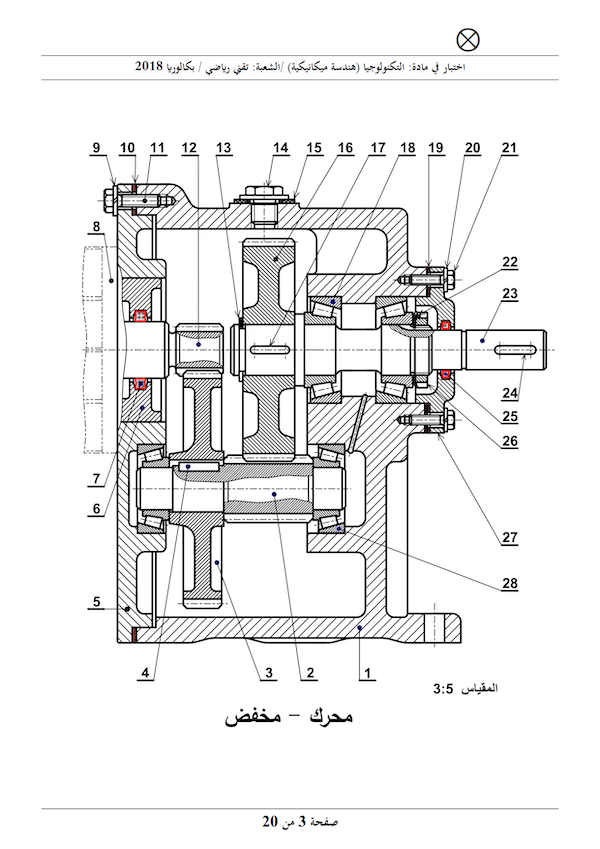 اختبار في مادة: التكنولوجيا (هندسة ميكانيكية) /الشعبة: تقني رياضي / بكالوريا 2018
9 10 11 12 13 14 15 16 17 18 19 20 21
8
22
23
24
25
7
26
6
27
28
5
4 3 2 1
المقياس 3:5
محرك - مخفض
صفحة 3 من 20